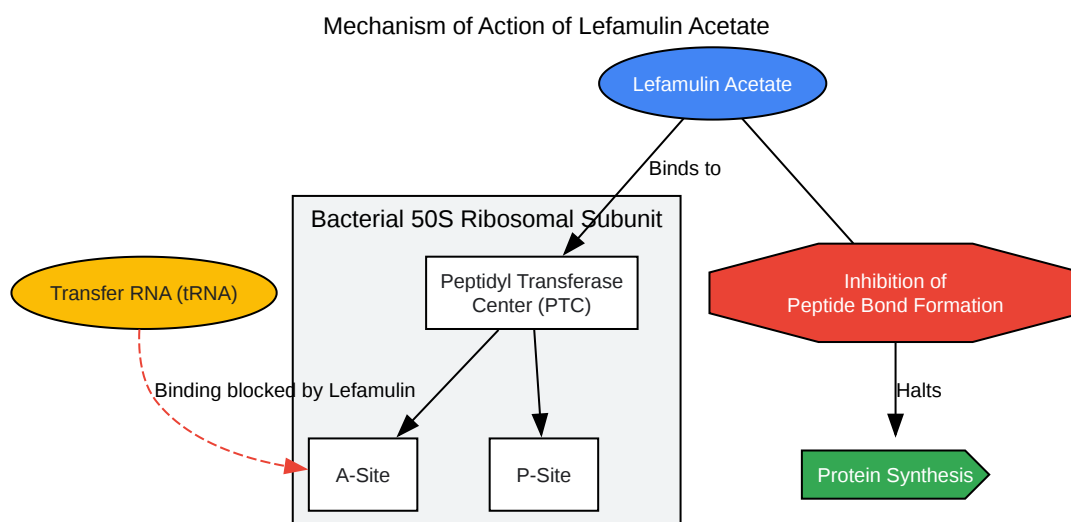 Mechanism of Action of Lefamulin Acetate
Lefamulin Acetate
Binds to
Bacterial 50S Ribosomal Subunit
Peptidyl Transferase
Center (PTC)
Transfer RNA (tRNA)
Inhibition of
Peptide Bond Formation
Binding blocked by Lefamulin
Halts
A-Site
P-Site
Protein Synthesis